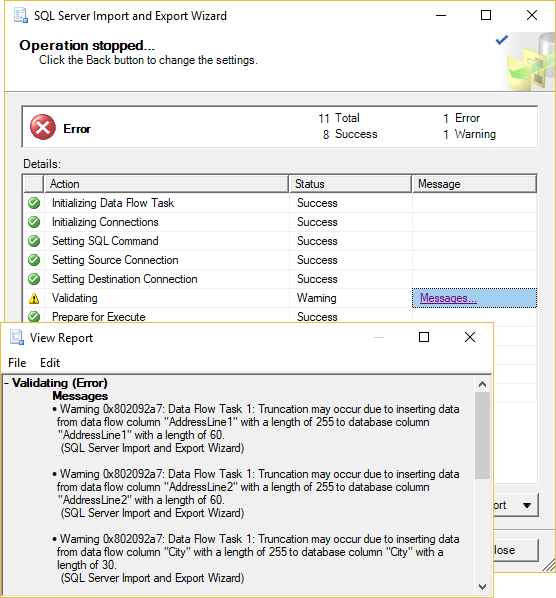 SQL Server Import and Export Wizard
Operation stopped...
Click the Back button to change the settings.
Error
11 Total
1 Error
8 Success
1 Warning
Details:
Action Status Message
Initializing Data Flow Task Success
Initializing Connections Success
Setting SQL Command Success
Setting Source Connection Success
Setting Destination Connection Success
Validating Warning Messages...
Prepare for Execute Success
View Report
File Edit
- Validating (Error)
Messages
• Warning 0x802092a7: Data Flow Task 1: Truncation may occur due to inserting data
from data flow column "AddressLine1" with a length of 255 to database column
"AddressLine1" with a length of 60.
(SQL Server Import and Export Wizard)
• Warning 0x802092a7: Data Flow Task 1: Truncation may occur due to inserting data
from data flow column "AddressLine2" with a length of 255 to database column
"AddressLine2" with a length of 60.
(SQL Server Import and Export Wizard)
• Warning 0x802092a7: Data Flow Task 1: Truncation may occur due to inserting data
from data flow column "City" with a length of 255 to database column "City" with a
length of 30.
(SQL Server Import and Export Wizard)
ort
lose